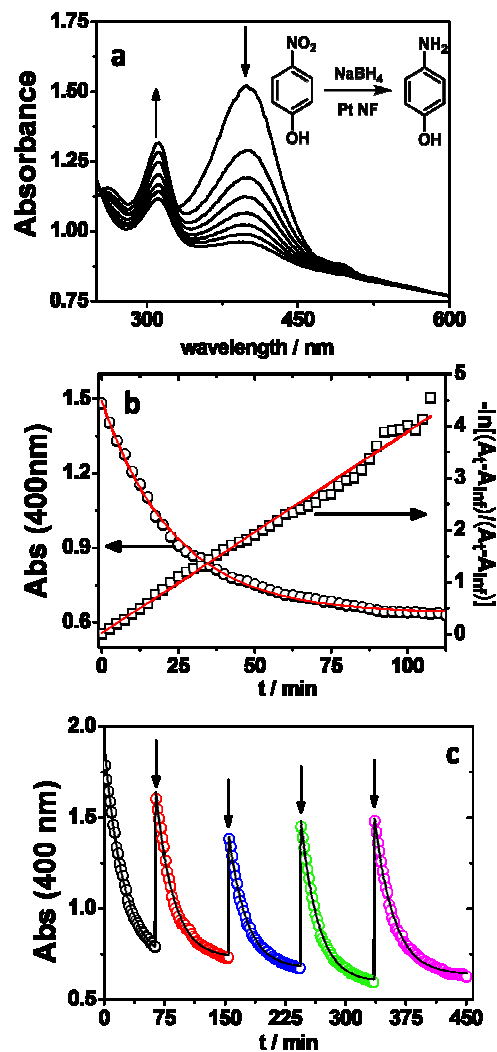 a
Absorbance
1.75
1.50
1.25
1.00
0.75
300
450
600
wavelength / nm
NO₂
OH
NaBH₄
Pt NF
NH₂
OH
b
Abs (400nm)
1.5
1.2
0.9
0.6
0
25
50
75
100
t / min
5
4
3
2
1
0
-ln[(Aₜ-A_Inf)/(Aₜ-A_Inf)]
c
Abs (400 nm)
2.0
1.5
1.0
0.5
0
75
150
225
300
375
450
t / min